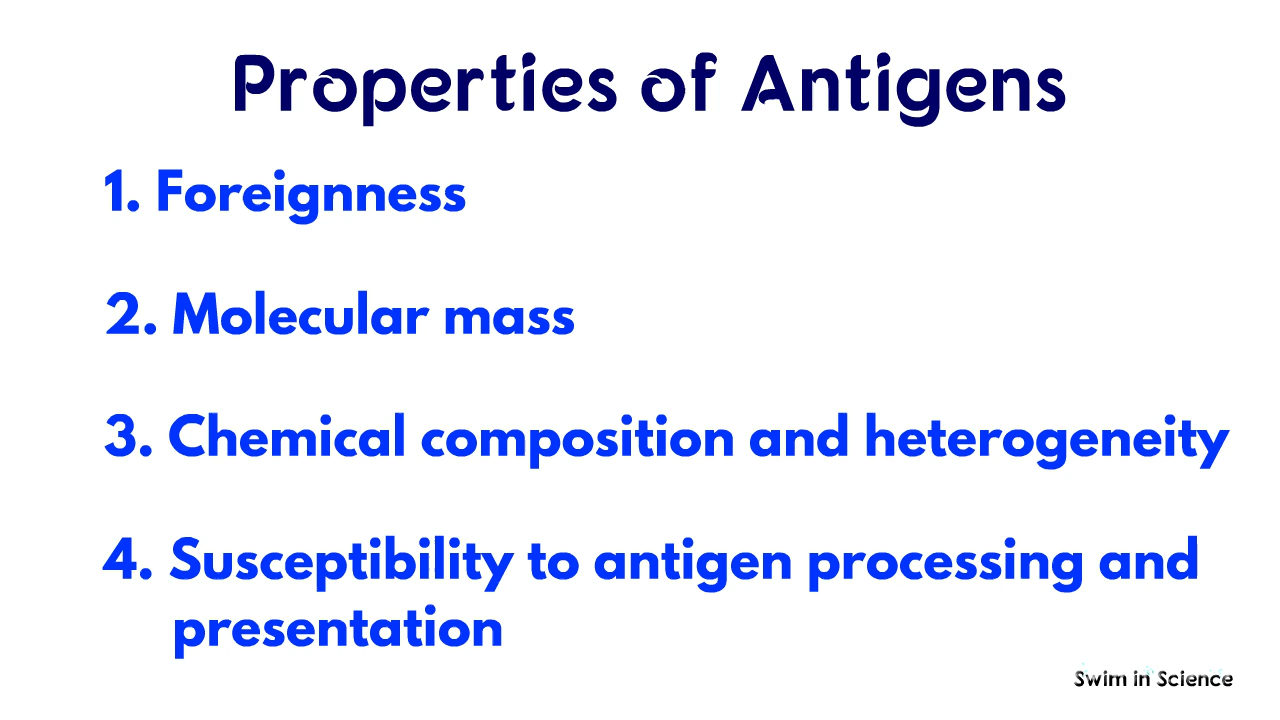 Properties of Antigens
1. Foreignness
2. Molecular mass
3. Chemical composition and heterogeneity
4. Susceptibility to antigen processing and
presentation
Swim in Science